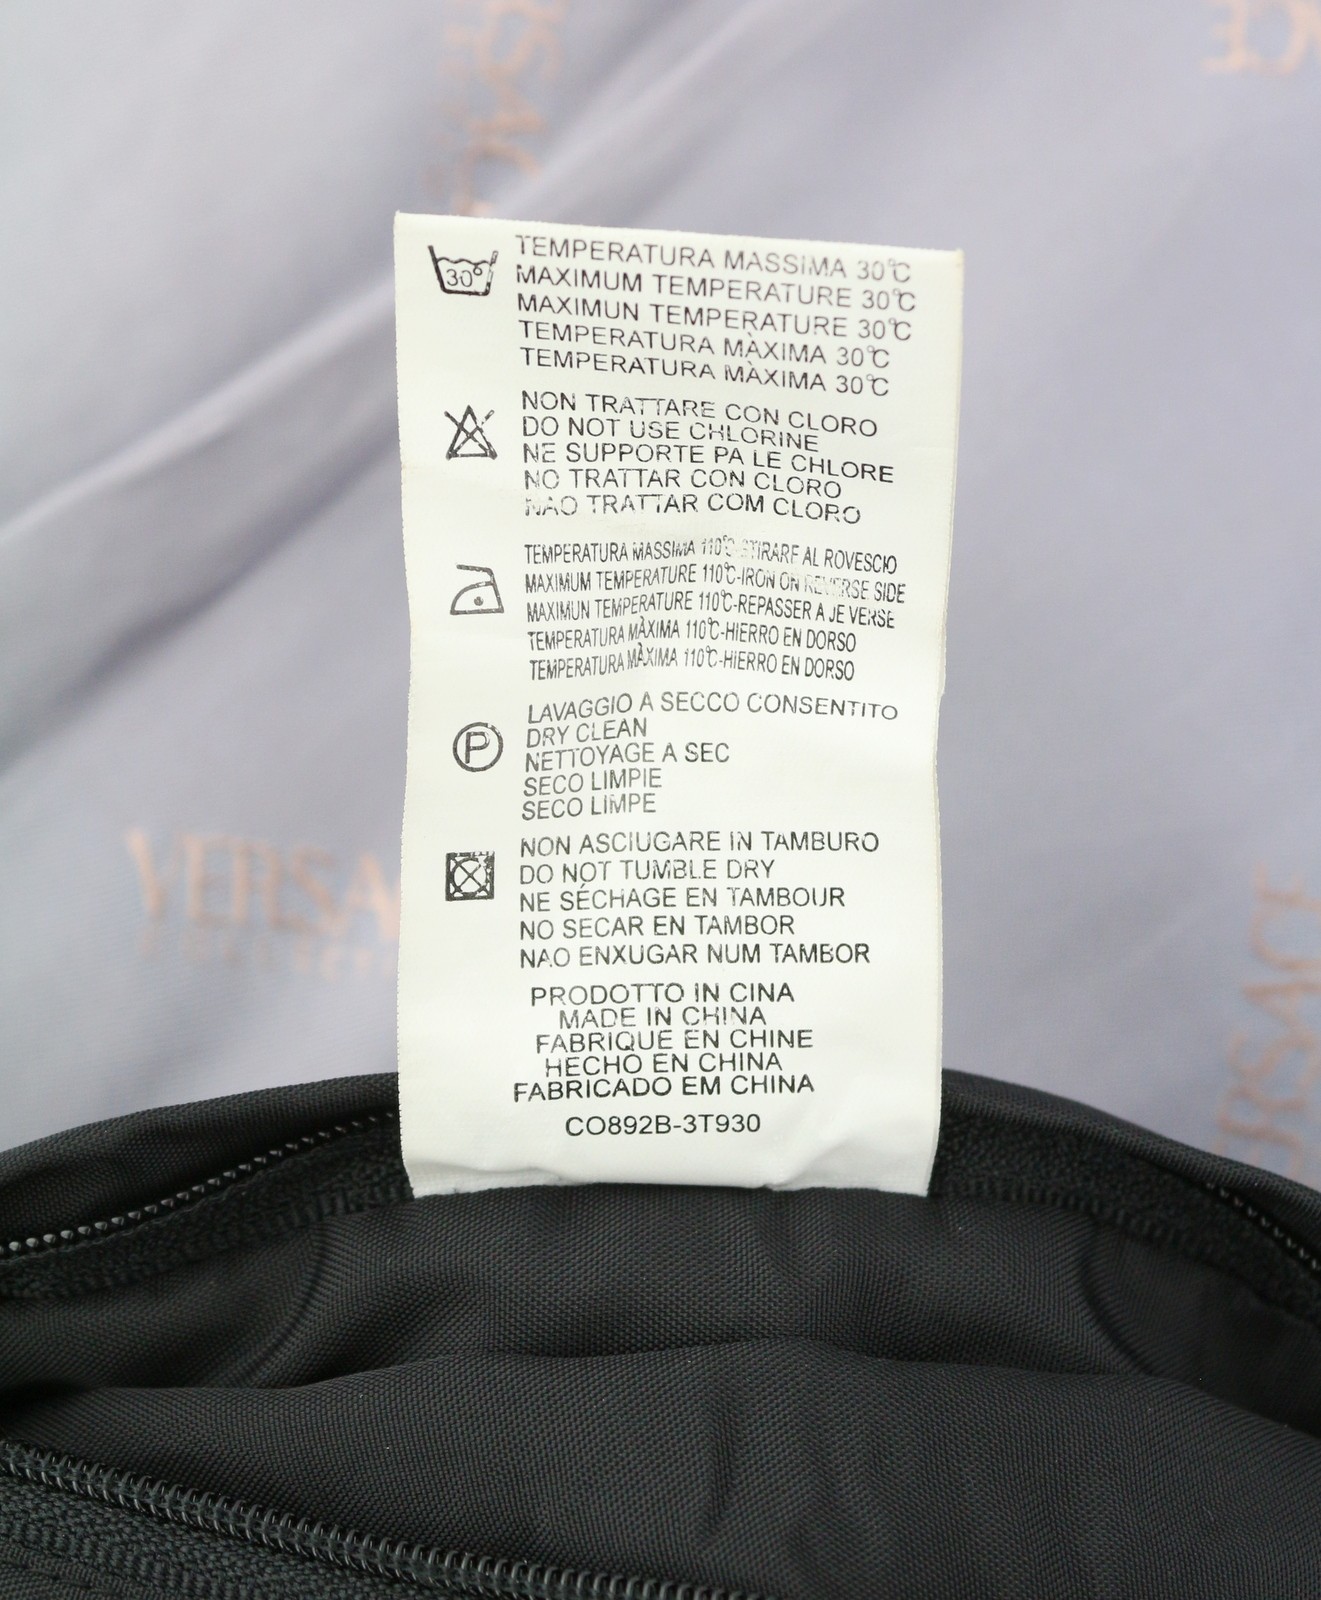 TEMPERATURA MASSIMA 30℃
MAXIMUM TEMPERATURE 30℃
MAXIMUN TEMPERATURE 30℃
TEMPERATURA MÀXIMA 30℃
TEMPERATURA MÀXIMA 30℃
30°
NON TRATTARE CON CLORO
DO NOT USE CHLORINE
NE SUPPORTE PA LE CHLORE
NO TRATTAR CON CLORO
NAO TRATTAR COM CLORO
TEMPERATURA MASSIMA 110℃-STIRARE AL ROVESCIO
MAXIMUM TEMPERATURE 110℃-IRON ON REVERSE SIDE
MAXIMUN TEMPERATURE 110℃-REPASSER A JE VERSE
TEMPERATURA MÀXIMA 110℃-HIERRO EN DORSO
TEMPERATURA MÀXIMA 110℃-HIERRO EN DORSO
P
LAVAGGIO A SECCO CONSENTITO
DRY CLEAN
NETTOYAGE A SEC
SECO LIMPIE
SECO LIMPE
NON ASCIUGARE IN TAMBURO
DO NOT TUMBLE DRY
NE SÉCHAGE EN TAMBOUR
NO SECAR EN TAMBOR
NAO ENXUGAR NUM TAMBOR
PRODOTTO IN CINA
MADE IN CHINA
FABRIQUE EN CHINE
HECHO EN CHINA
FABRICADO EM CHINA
CO892B-3T930
VERSA
VERSACE